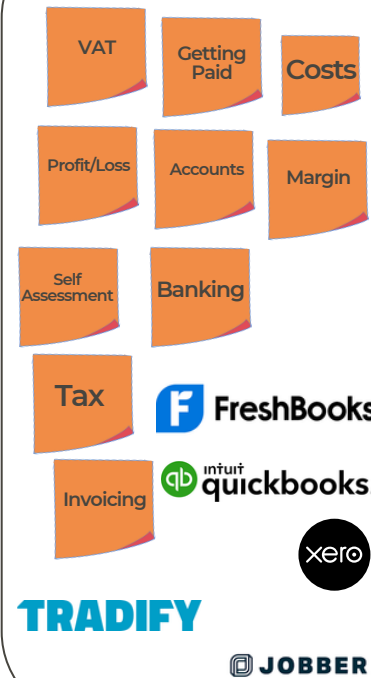 VAT
Getting
Paid
Costs
Profit/Loss
Accounts
Margin
Self
Assessment
Banking
Tax
FreshBooks
intuit
quickbooks.
Invoicing
xero
TRADIFY
JOBBER